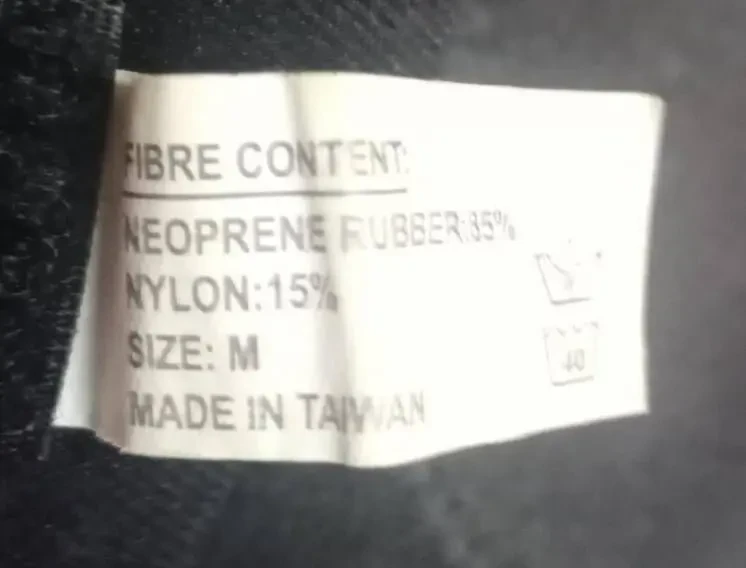 FIBRE CONTENT:
NEOPRENE RUBBER:85%
NYLON:15%
SIZE: M
MADE IN TAIWAN
40